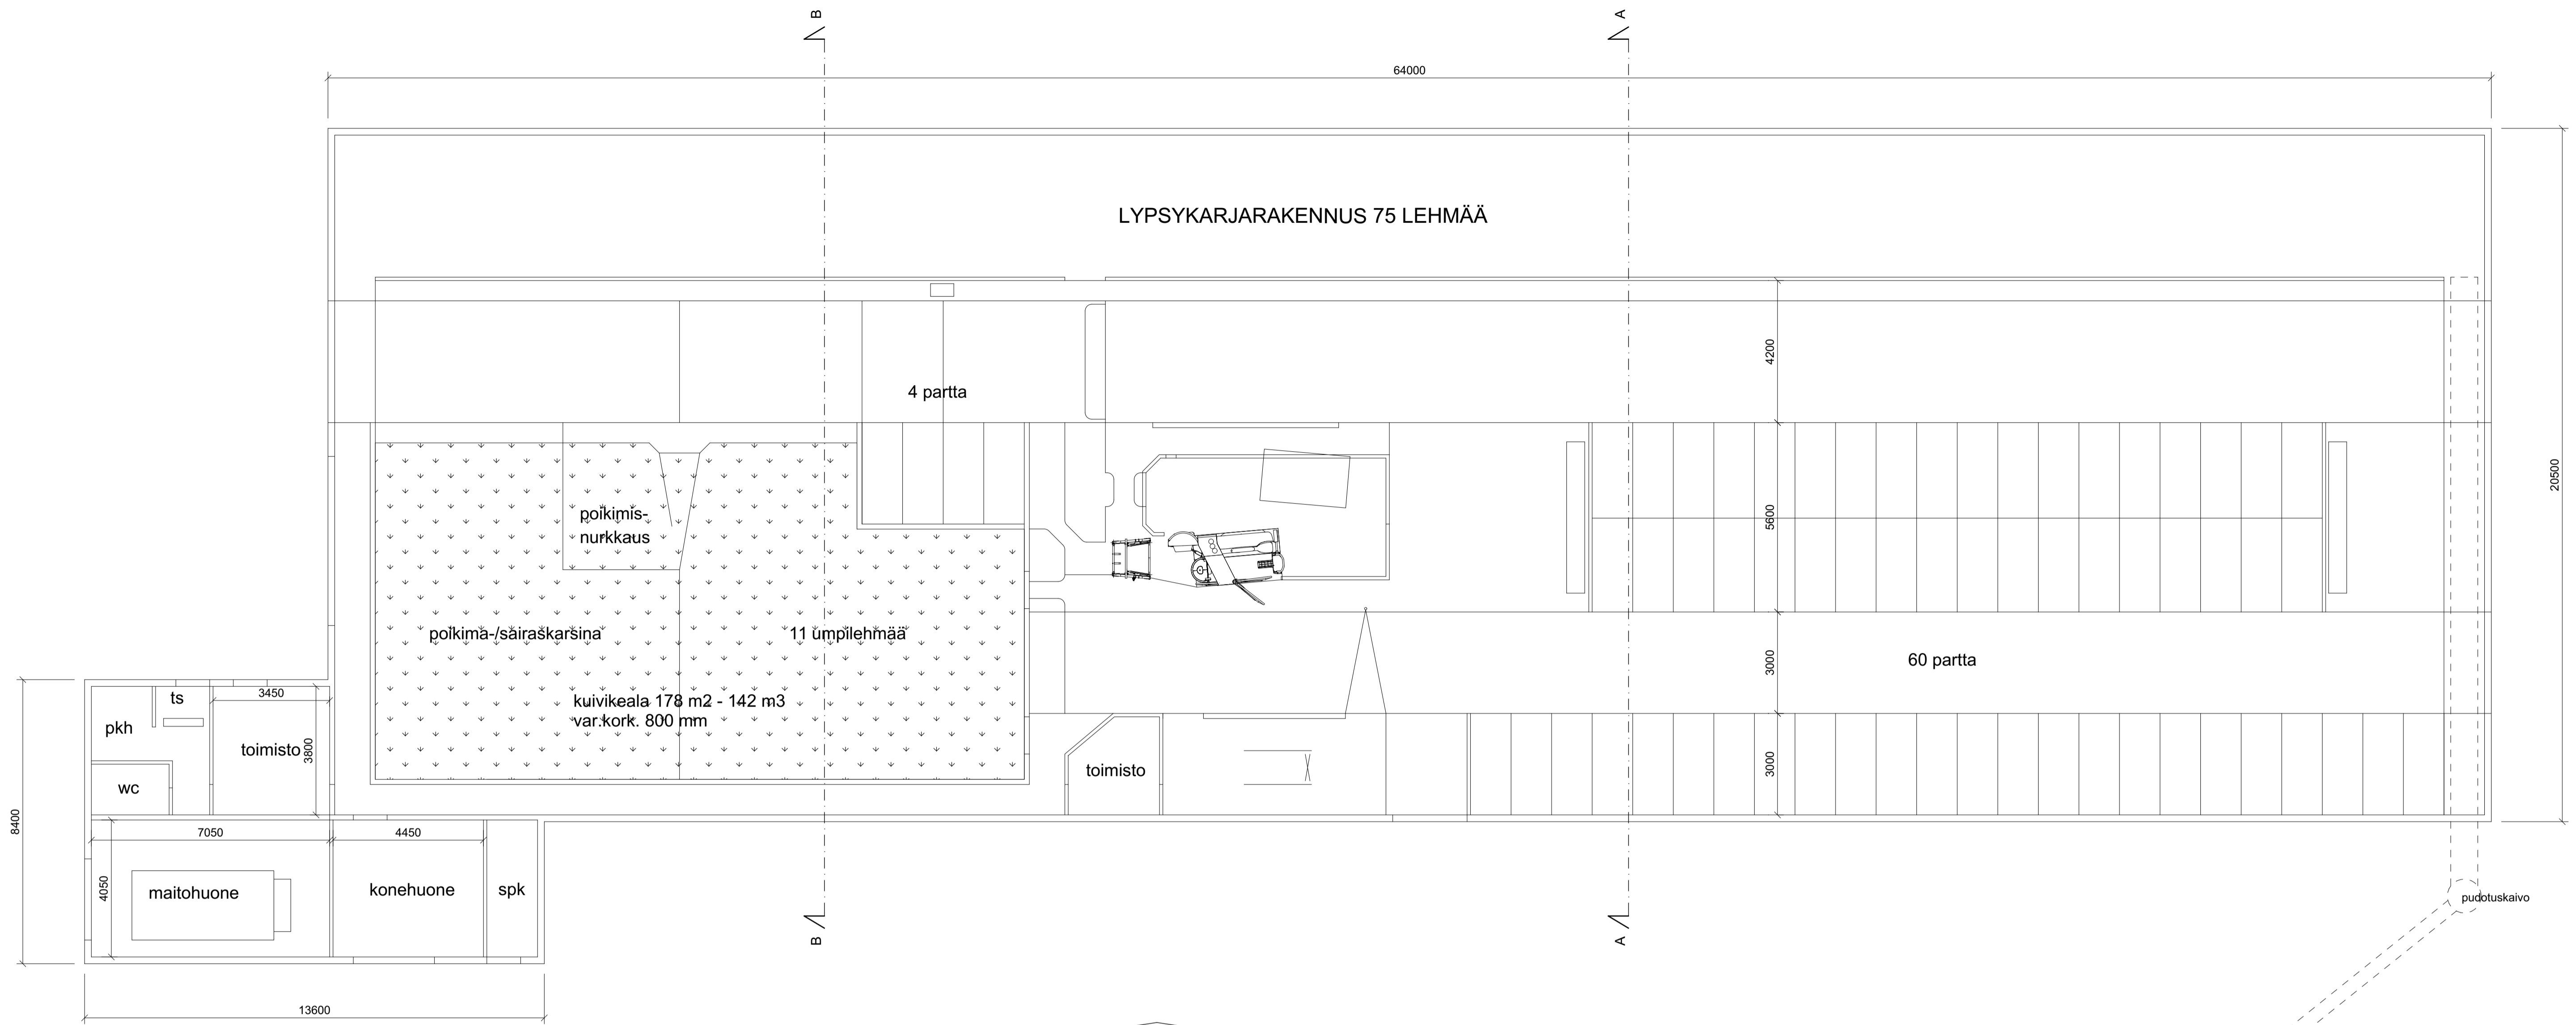 B
A
64000
LYPSYKARJARAKENNUS 75 LEHMÄÄ
4200
4 partta
20500
poikimis-
nurkkaus
5600
poikima-/sairaskarsina
11 umpilehmää
3000
60 partta
ts
3450
kuivikeala 178 m2 - 142 m3
var.kork. 800 mm
pkh
toimisto
3800
toimisto
3000
wc
8400
7050
4450
4050
maitohuone
konehuone
spk
pudotuskaivo
B
A
13600